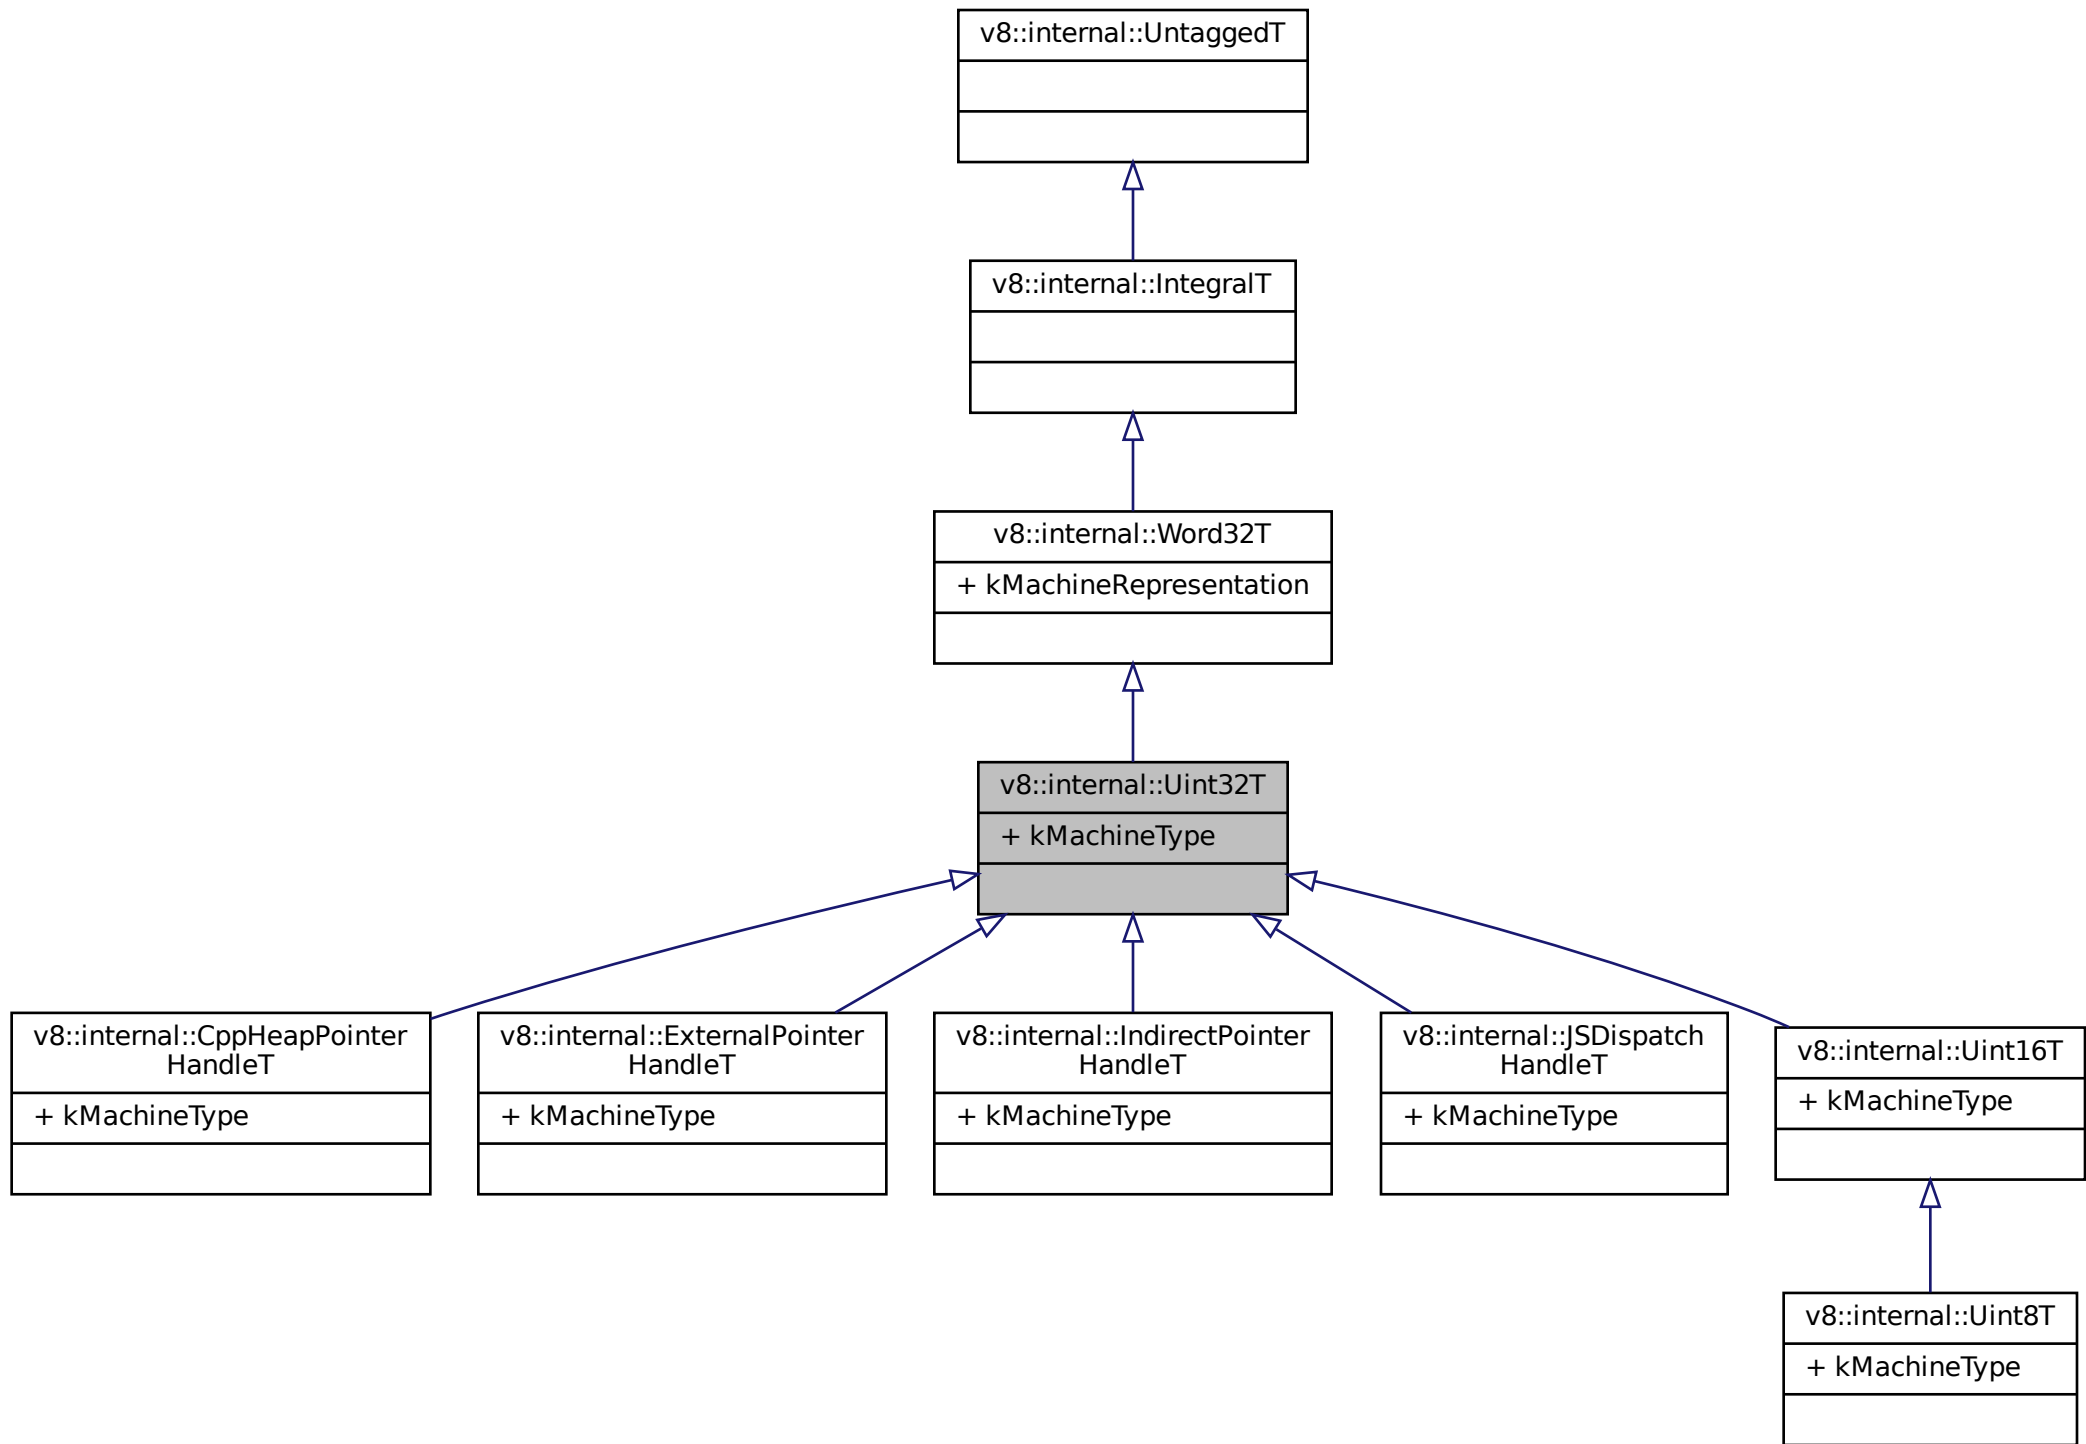 v8::internal::UntaggedT
v8::internal::IntegralT
v8::internal::Word32T
+ kMachineRepresentation
v8::internal::Uint32T
+ kMachineType
v8::internal::CppHeapPointer
HandleT
+ kMachineType
v8::internal::ExternalPointer
HandleT
+ kMachineType
v8::internal::IndirectPointer
HandleT
+ kMachineType
v8::internal::JSDispatch
HandleT
+ kMachineType
v8::internal::Uint16T
+ kMachineType
v8::internal::Uint8T
+ kMachineType